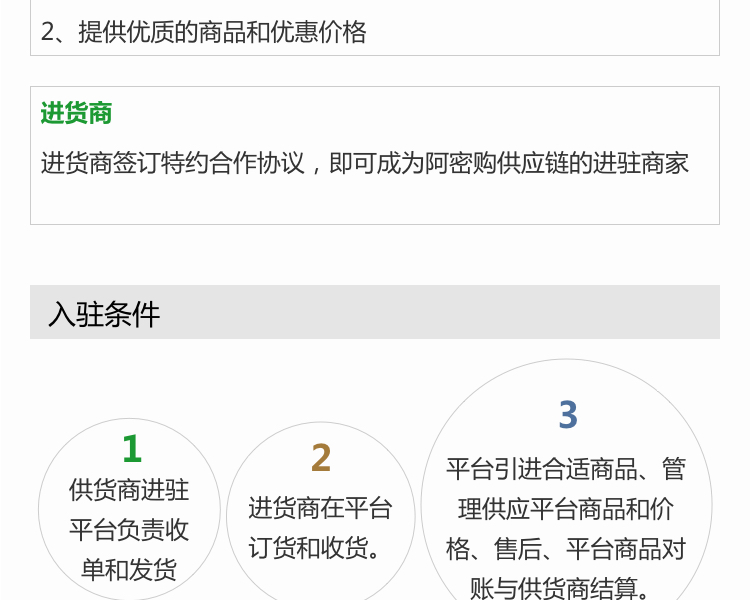 2、提供优质的商品和优惠价格
进货商
进货商签订特约合作协议，即可成为阿密购供应链的进驻商家
入驻条件
1
供货商进驻
平台负责收
单和发货
2
进货商在平台
订货和收货。
3
平台引进合适商品、管
理供应平台商品和价
格、售后、平台商品对
账与供货商结算。